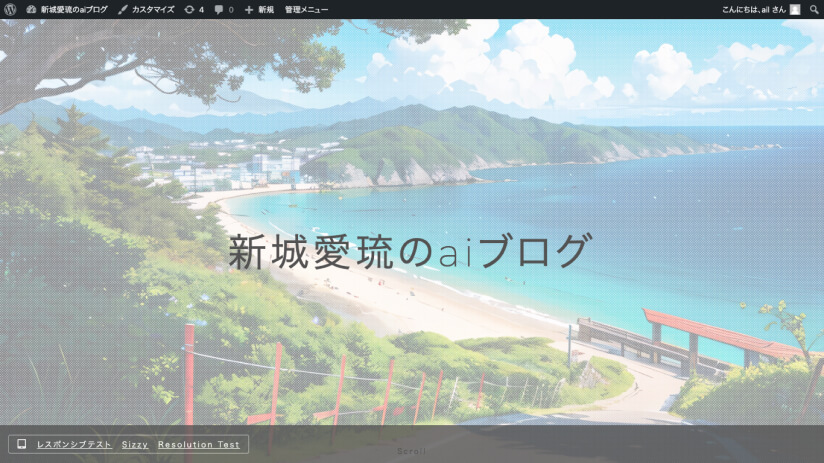 新城愛琉のaiブログ カスタマイズ 4 0 新規 管理メニュー こんにちは、ail さん
新城愛琉のaiブログ
レスポンシブテスト Sizzy Resolution Test
Scroll